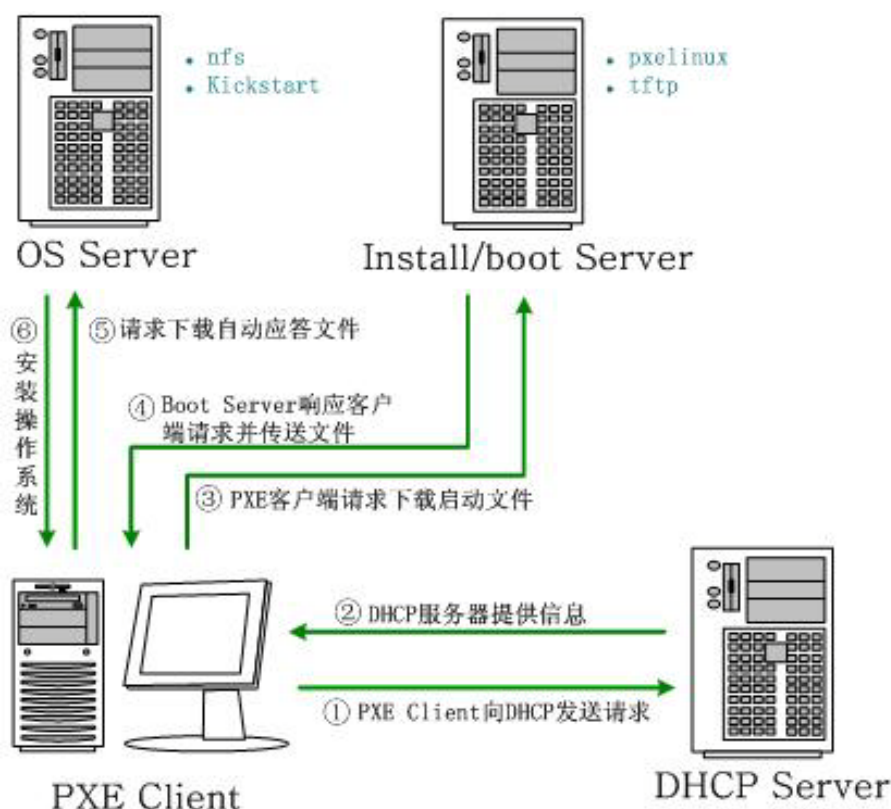 • nfs
• Kickstart
• pxelinux
• tftp
OS Server
Install/boot Server
⑥
安
装
操
作
系
统
⑤请求下载自动应答文件
④ Boot Server响应客户
端请求并传送文件
③ PXE客户端请求下载启动文件
② DHCP服务器提供信息
① PXE Client向DHCP发送请求
PXE Client
DHCP Server